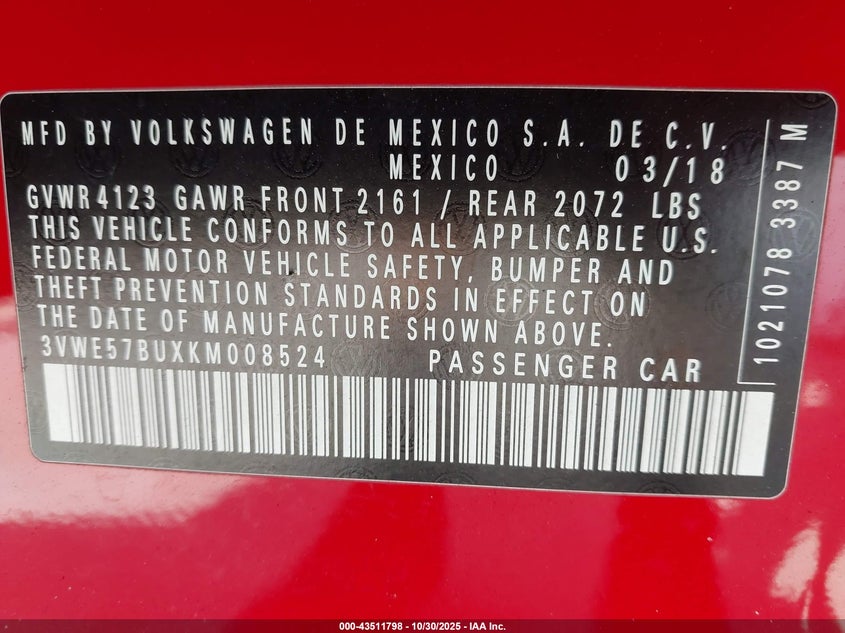 MFD BY VOLKSWAGEN DE MEXICO S.A. DE C.V.
MEXICO 03/18
GVWR 4123 GAWR FRONT 2161 / REAR 2072 LBS
THIS VEHICLE CONFORMS TO ALL APPLICABLE U.S.
FEDERAL MOTOR VEHICLE SAFETY, BUMPER AND
THEFT PREVENTION STANDARDS IN EFFECT ON
THE DATE OF MANUFACTURE SHOWN ABOVE.
3VWE57BUXKM008524 PASSENGER CAR
1021078 3387 M
000-43511798 - 10/30/2025 - IAA Inc.